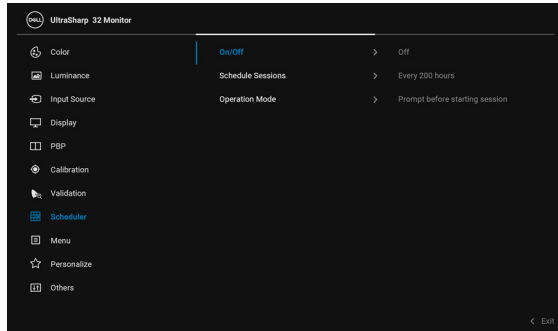 DELL UltraSharp 32 Monitor
Color On/Off > Off
Luminance Schedule Sessions > Every 200 hours
Input Source Operation Mode > Prompt before starting session
Display
PBP
Calibration
Validation
Scheduler
Menu
Personalize
Others
< Exit